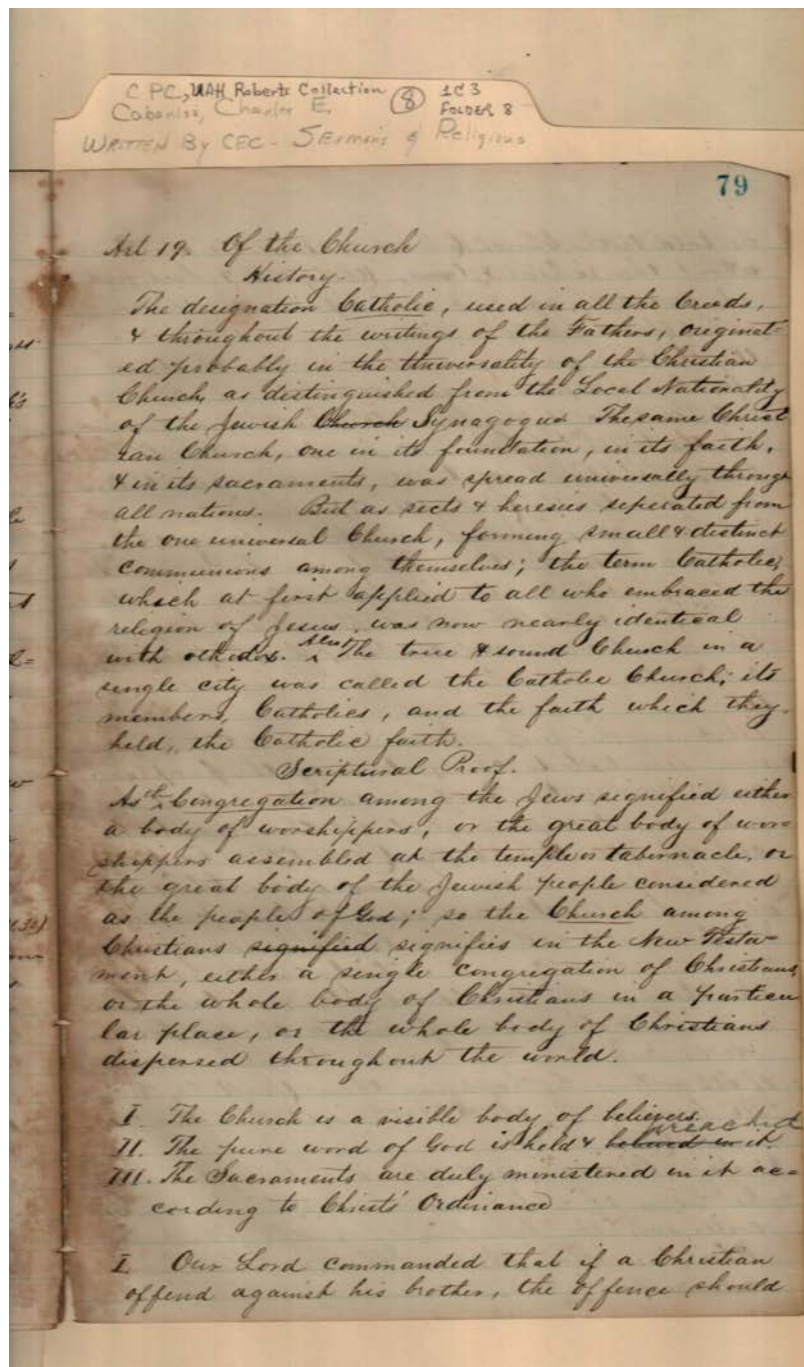 C PC, UAH Roberts Collection 8 1C3
Cabaniss, Charles E. FOLDER 8
WRITTEN By CEC - SErmons & Religious
79
Art 19. Of the Church
History.
The designation Catholic, used in all the Creeds,
& throughout the writings of the Fathers, originat-
ed probably in the Universality of the Christian
Church, as distinguished from the Local Nationality
of the Jewish Church Synagogue. The same Christ
ian Church, one in its foundation, in its faith,
& in its sacraments, was spread universally through
all nations. But as sects & heresies seperated from
the one universal Church, forming small & distinct
communions among themselves; the term Catholic,
which at first applied to all who embraced the
religion of Jesus, was now nearly identical
with othodox. Also, The true & sound Church in a
single city was called the Catholic Church; its
members, Catholics, and the faith which they
held, the Catholic faith.
Scriptural Proof.
As Congregation among the Jews signified either
a body of worshippers, or the great body of wor-
shippers assembled at the temple or tabernacle, or
the great body of the Jewish people considered
as the people of God; so the Church among
Christians signified signifies in the New Testa-
ment, either a single congregation of Christians,
or the whole body of Christians in a particu
lar place, or the whole body of Christians
dispersed throughout the world.
I. The Church is a visible body of believers.
II. The pure word of God is held & believed in preached it.
III. The Sacraments are duly ministered in it ac=
cording to Christs' Ordinance
I Our Lord commanded that if a Christian
offend against his brother, the offence should